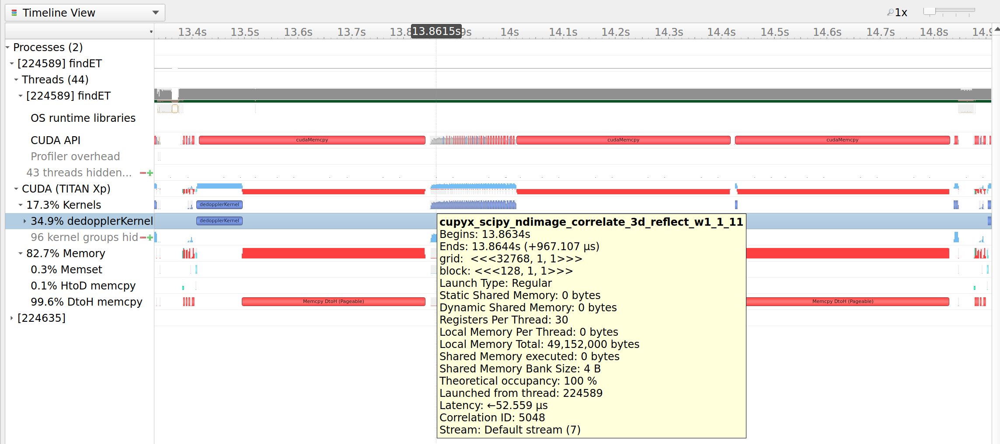 Timeline View
1x
13.4s 13.5s 13.6s 13.7s 13.8 13.8615s 9s 14s 14.1s 14.2s 14.3s 14.4s 14.5s 14.6s 14.7s 14.8s 14.9
Processes (2)
[224589] findET
Threads (44)
[224589] findET
OS runtime libraries
CUDA API
cudaMemcpy cudaMemcpy cudaMemcpy
Profiler overhead
43 threads hidden...
CUDA (TITAN Xp)
17.3% Kernels
dedopplerKernel
34.9% dedopplerKernel
dedopplerKernel
96 kernel groups hid
82.7% Memory
0.3% Memset
0.1% HtoD memcpy
99.6% DtoH memcpy
Memcpy DtoH (Pageable) Memcpy DtoH (Pageable)
[224635]
cupyx_scipy_ndimage_correlate_3d_reflect_w1_1_11
Begins: 13.8634s
Ends: 13.8644s (+967.107 μs)
grid: <<<32768, 1, 1>>>
block: <<<128, 1, 1>>>
Launch Type: Regular
Static Shared Memory: 0 bytes
Dynamic Shared Memory: 0 bytes
Registers Per Thread: 30
Local Memory Per Thread: 0 bytes
Local Memory Total: 49,152,000 bytes
Shared Memory executed: 0 bytes
Shared Memory Bank Size: 4 B
Theoretical occupancy: 100 %
Launched from thread: 224589
Latency: ←52.559 μs
Correlation ID: 5048
Stream: Default stream (7)